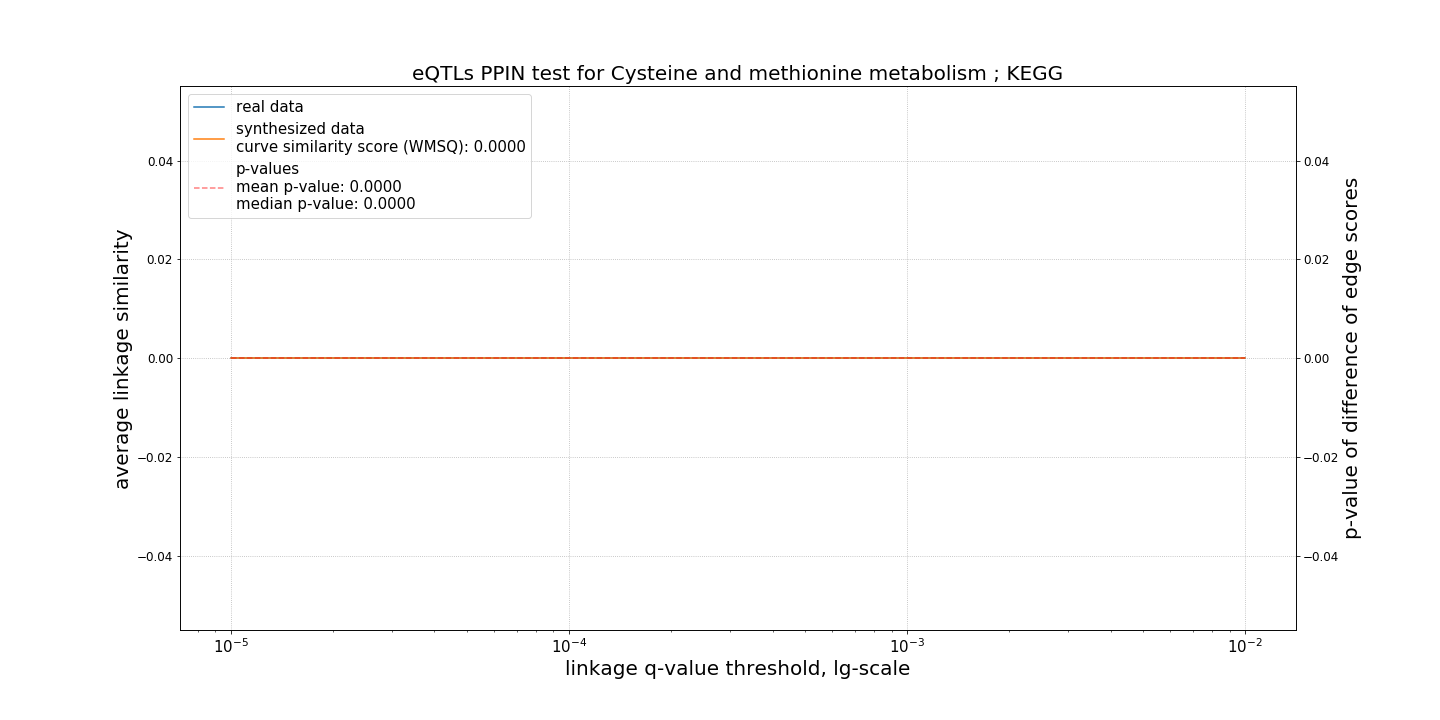 eQTLs PPIN test for Cysteine and methionine metabolism ; KEGG
real data
synthesized data
curve similarity score (WMSQ): 0.0000
p-values
mean p-value: 0.0000
median p-value: 0.0000
average linkage similarity
0.04
0.02
0.00
−0.02
−0.04
0.04
0.02
0.00
−0.02
−0.04
p-value of difference of edge scores
10⁻⁵ 10⁻⁴ 10⁻³ 10⁻²
linkage q-value threshold, lg-scale